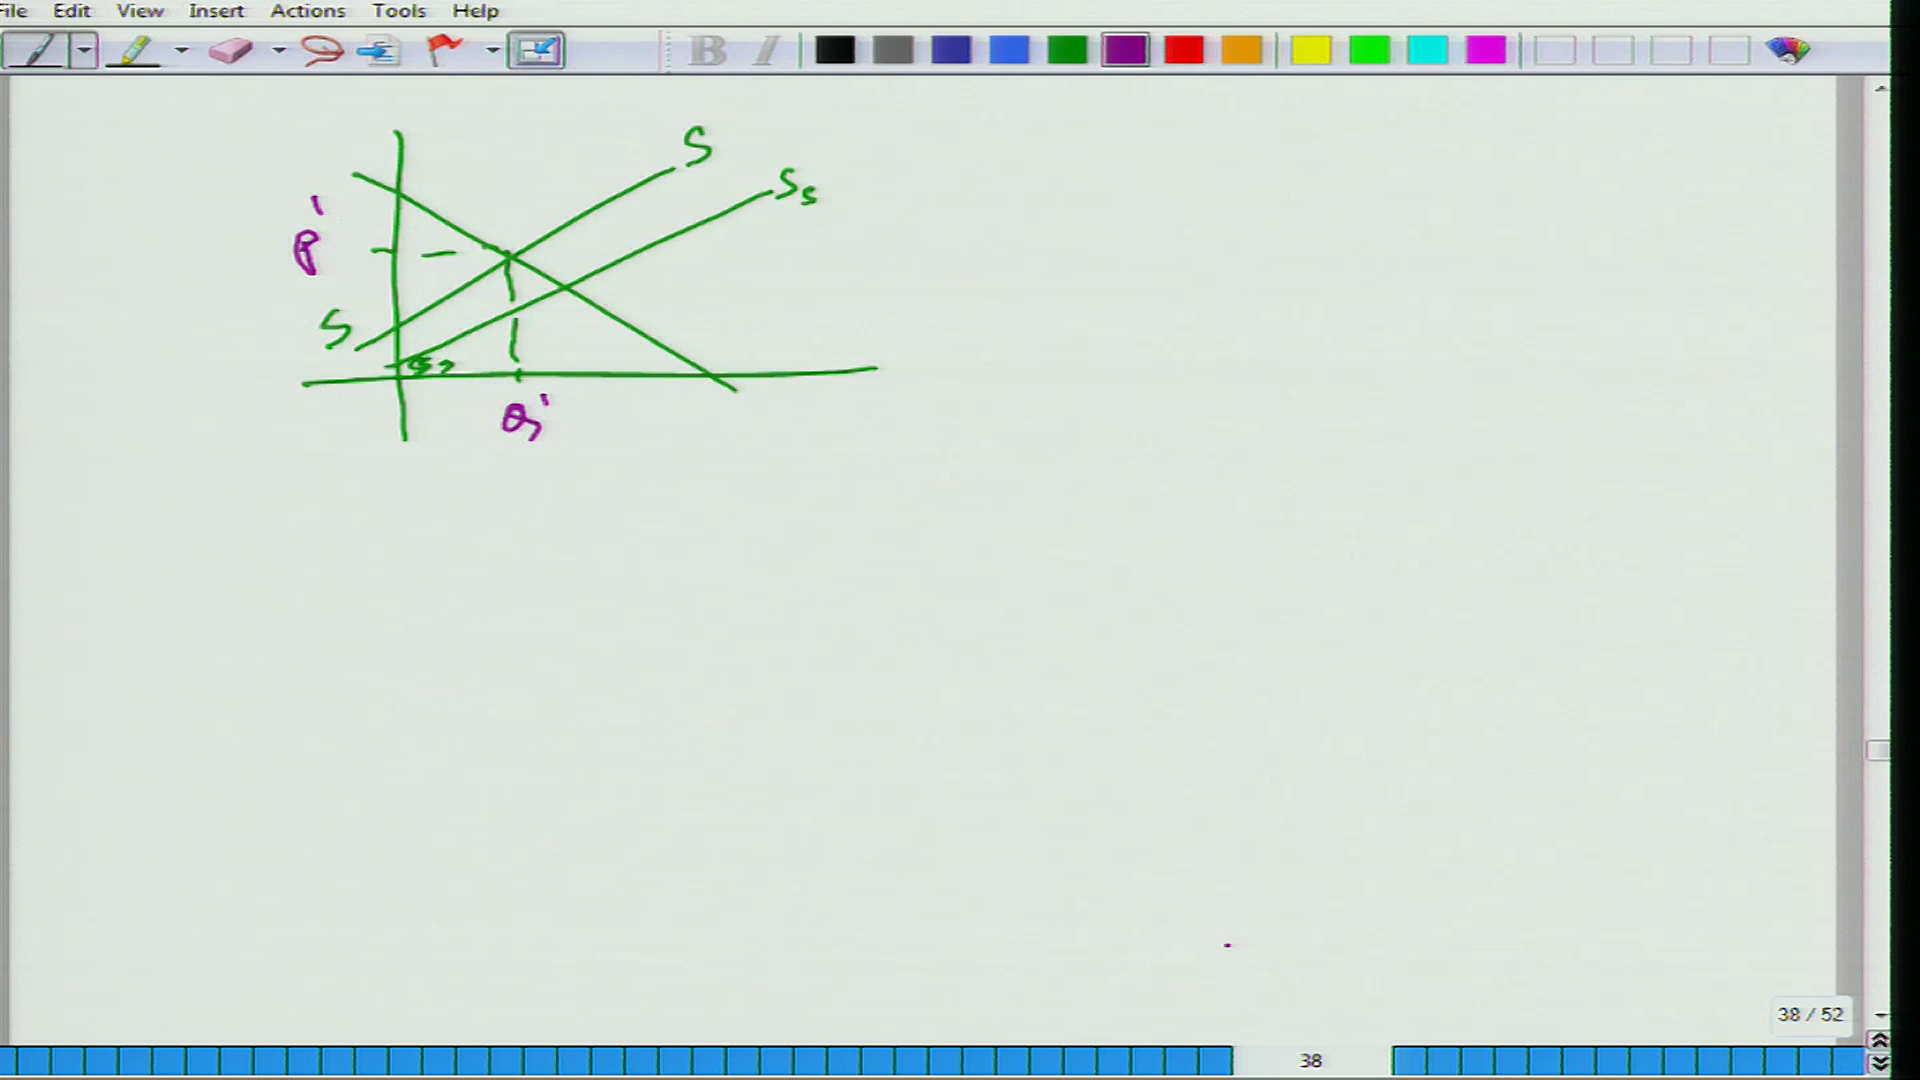 File Edit View Insert Actions Tools Help
B I
S
Ss
P'
S
Q'
38 / 52
38